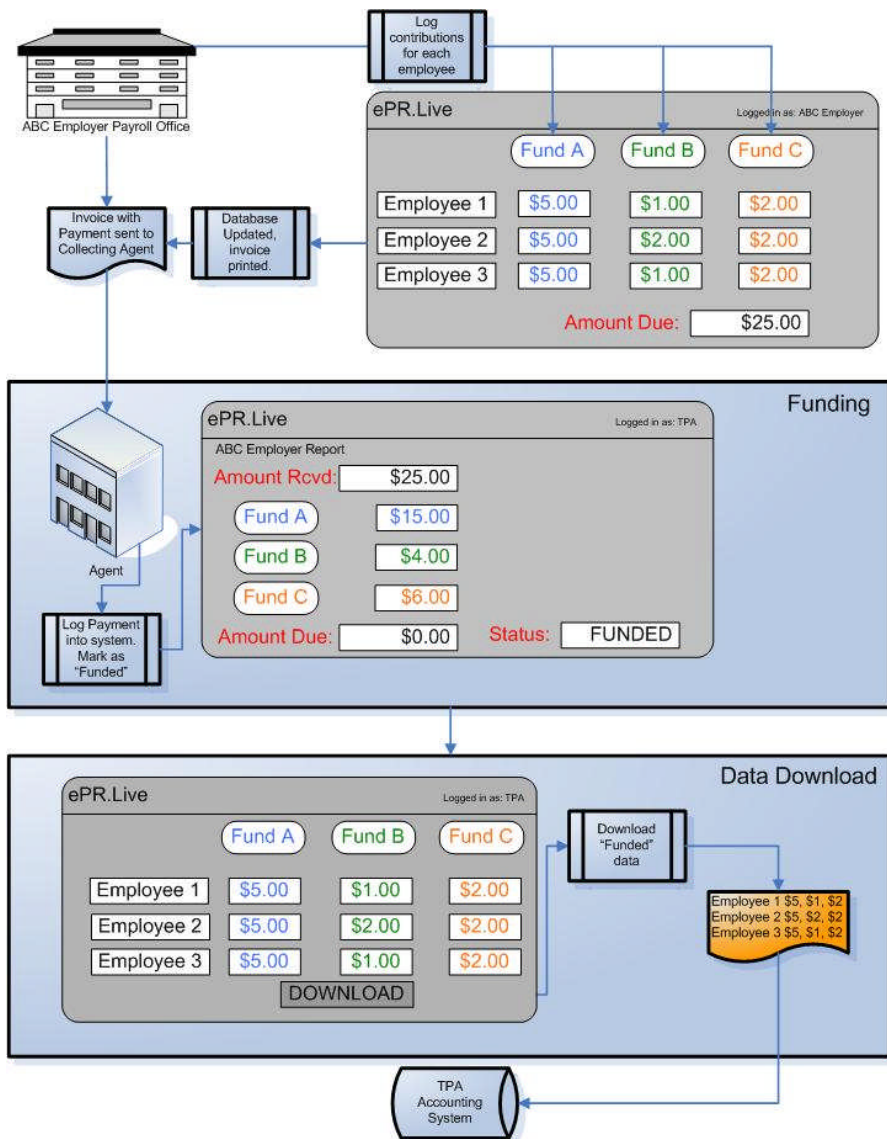 Log
contributions
for each
employee
ABC Employer Payroll Office
ePR.Live
Logged in as: ABC Employer
Fund A Fund B Fund C
Employee 1 $5.00 $1.00 $2.00
Employee 2 $5.00 $2.00 $2.00
Employee 3 $5.00 $1.00 $2.00
Amount Due: $25.00
Invoice with
Payment sent to
Collecting Agent
Database
Updated,
invoice
printed.
Funding
ePR.Live
Logged in as: TPA
ABC Employer Report
Amount Rcvd: $25.00
Fund A $15.00
Fund B $4.00
Fund C $6.00
Amount Due: $0.00 Status: FUNDED
Agent
Log Payment
into system.
Mark as
“Funded”
Data Download
ePR.Live
Logged in as: TPA
Fund A Fund B Fund C
Employee 1 $5.00 $1.00 $2.00
Employee 2 $5.00 $2.00 $2.00
Employee 3 $5.00 $1.00 $2.00
DOWNLOAD
Download
“Funded”
data
Employee 1 $5, $1, $2
Employee 2 $5, $2, $2
Employee 3 $5, $1, $2
TPA
Accounting
System